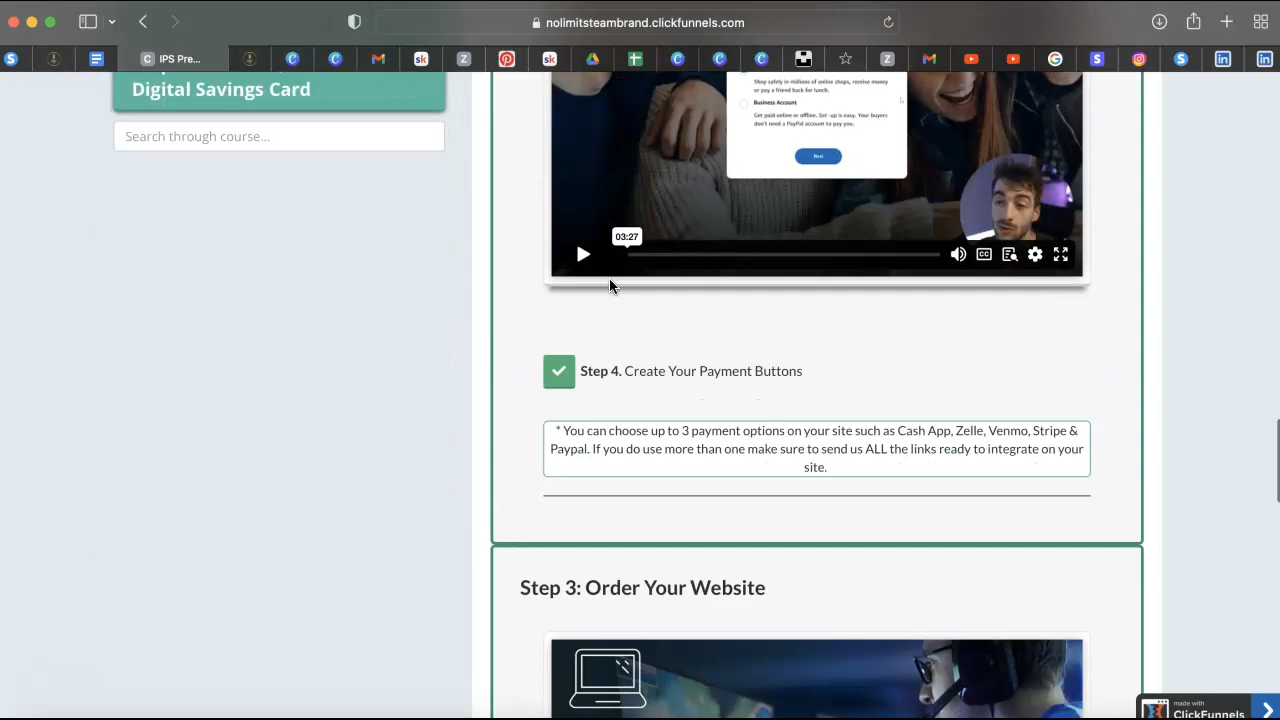 nolimitsteambrand.clickfunnels.com
IPS Pre...
Digital Savings Card
Search through course...
Shop safely in millions of online shops, receive money
or pay a friend back for lunch.
Business Account
Get paid online or offline. Set -up is easy. Your buyers
don't need a PayPal account to pay you.
Next
03:27
CC
Step 4. Create Your Payment Buttons
* You can choose up to 3 payment options on your site such as Cash App, Zelle, Venmo, Stripe &
Paypal. If you do use more than one make sure to send us ALL the links ready to integrate on your
site.
Step 3: Order Your Website
made with
ClickFunnels